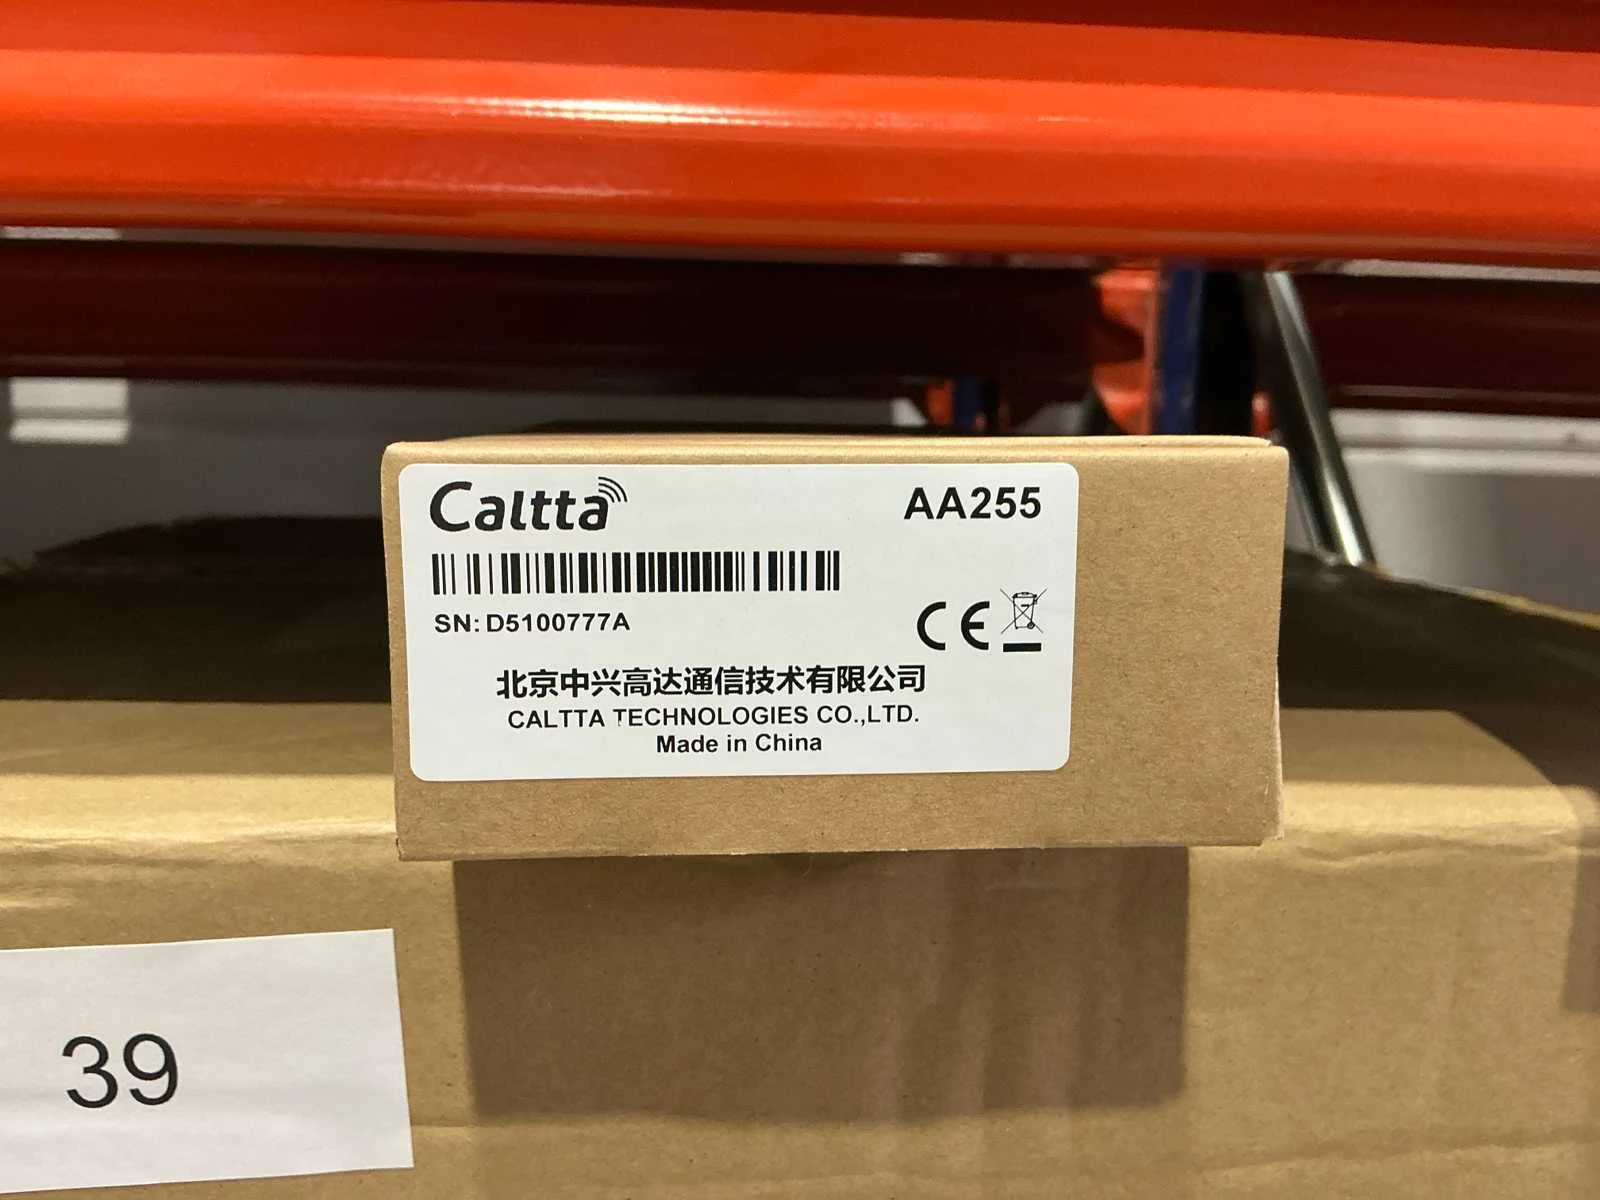 Caltta
AA255
SN: D5100777A
CE
北京中兴高达通信技术有限公司
CALTTA TECHNOLOGIES CO.,LTD.
Made in China
39